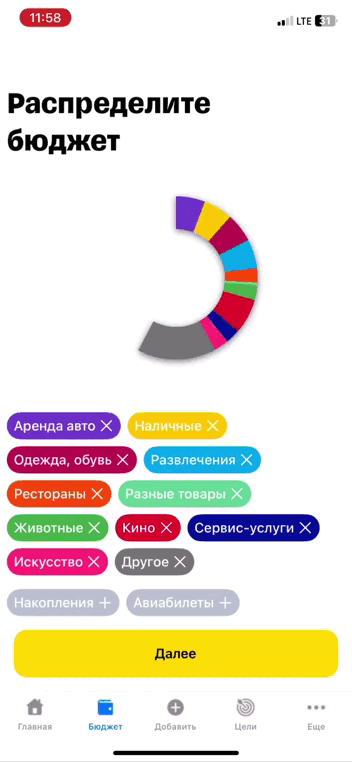 11:58
LTE 31
Распределите
бюджет
Аренда авто
Наличные
Одежда, обувь
Развлечения
Рестораны
Разные товары
Животные
Кино
Сервис-услуги
Искусство
Другое
Накопления
Авиабилеты
Далее
Главная
Бюджет
Добавить
Цели
Еще